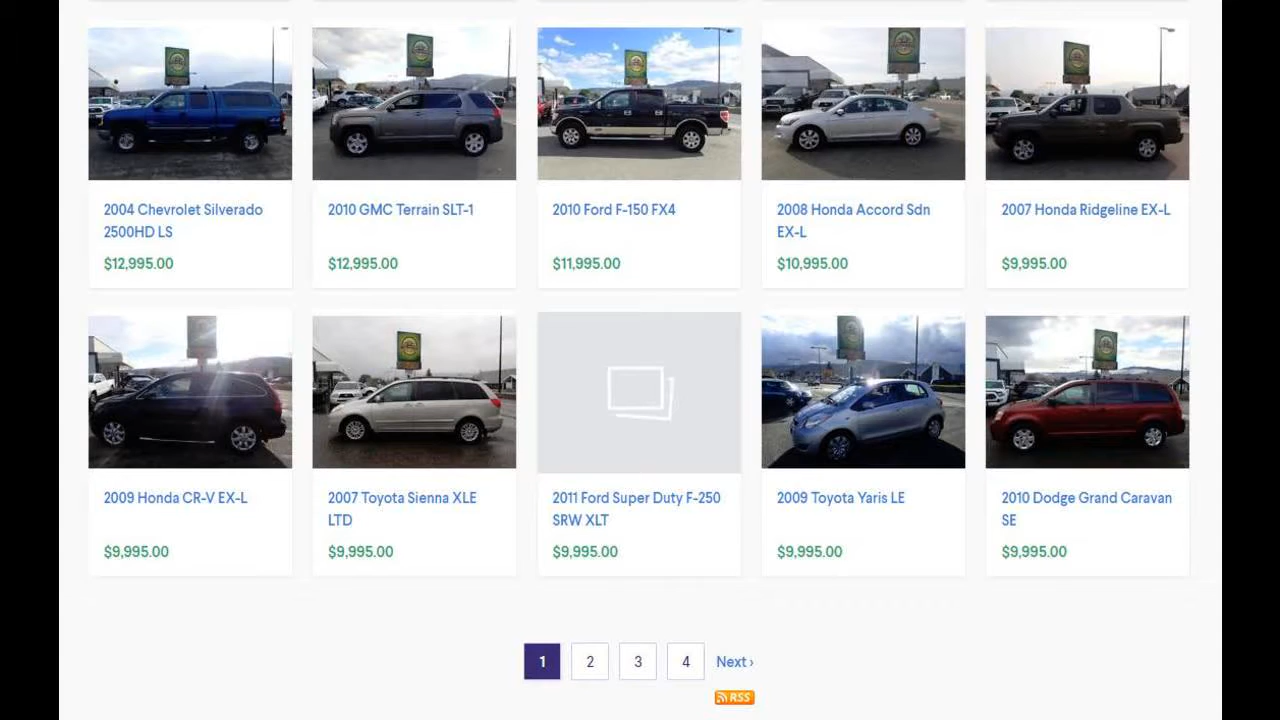 2004 Chevrolet Silverado
2500HD LS
$12,995.00
2010 GMC Terrain SLT-1
$12,995.00
2010 Ford F-150 FX4
$11,995.00
2008 Honda Accord Sdn
EX-L
$10,995.00
2007 Honda Ridgeline EX-L
$9,995.00
2009 Honda CR-V EX-L
$9,995.00
2007 Toyota Sienna XLE
LTD
$9,995.00
2011 Ford Super Duty F-250
SRW XLT
$9,995.00
2009 Toyota Yaris LE
$9,995.00
2010 Dodge Grand Caravan
SE
$9,995.00
1 2 3 4 Next ›
RSS